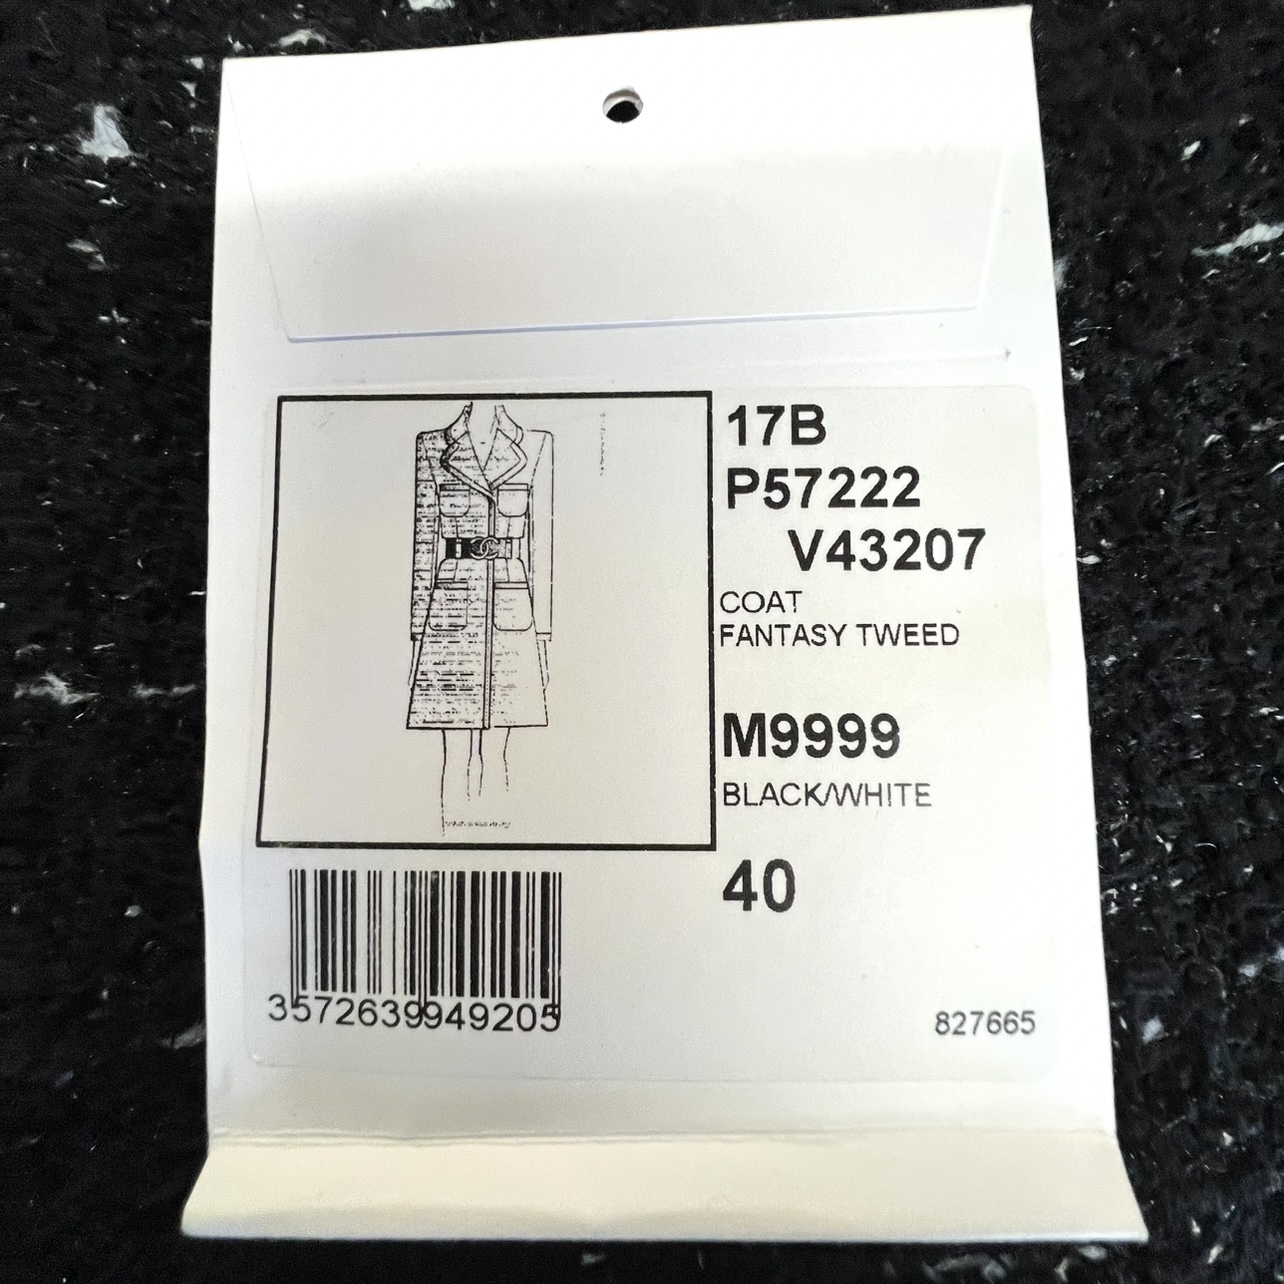 17B
P57222
V43207
COAT
FANTASY TWEED
M9999
BLACK/WHITE
40
3572639949205
827665